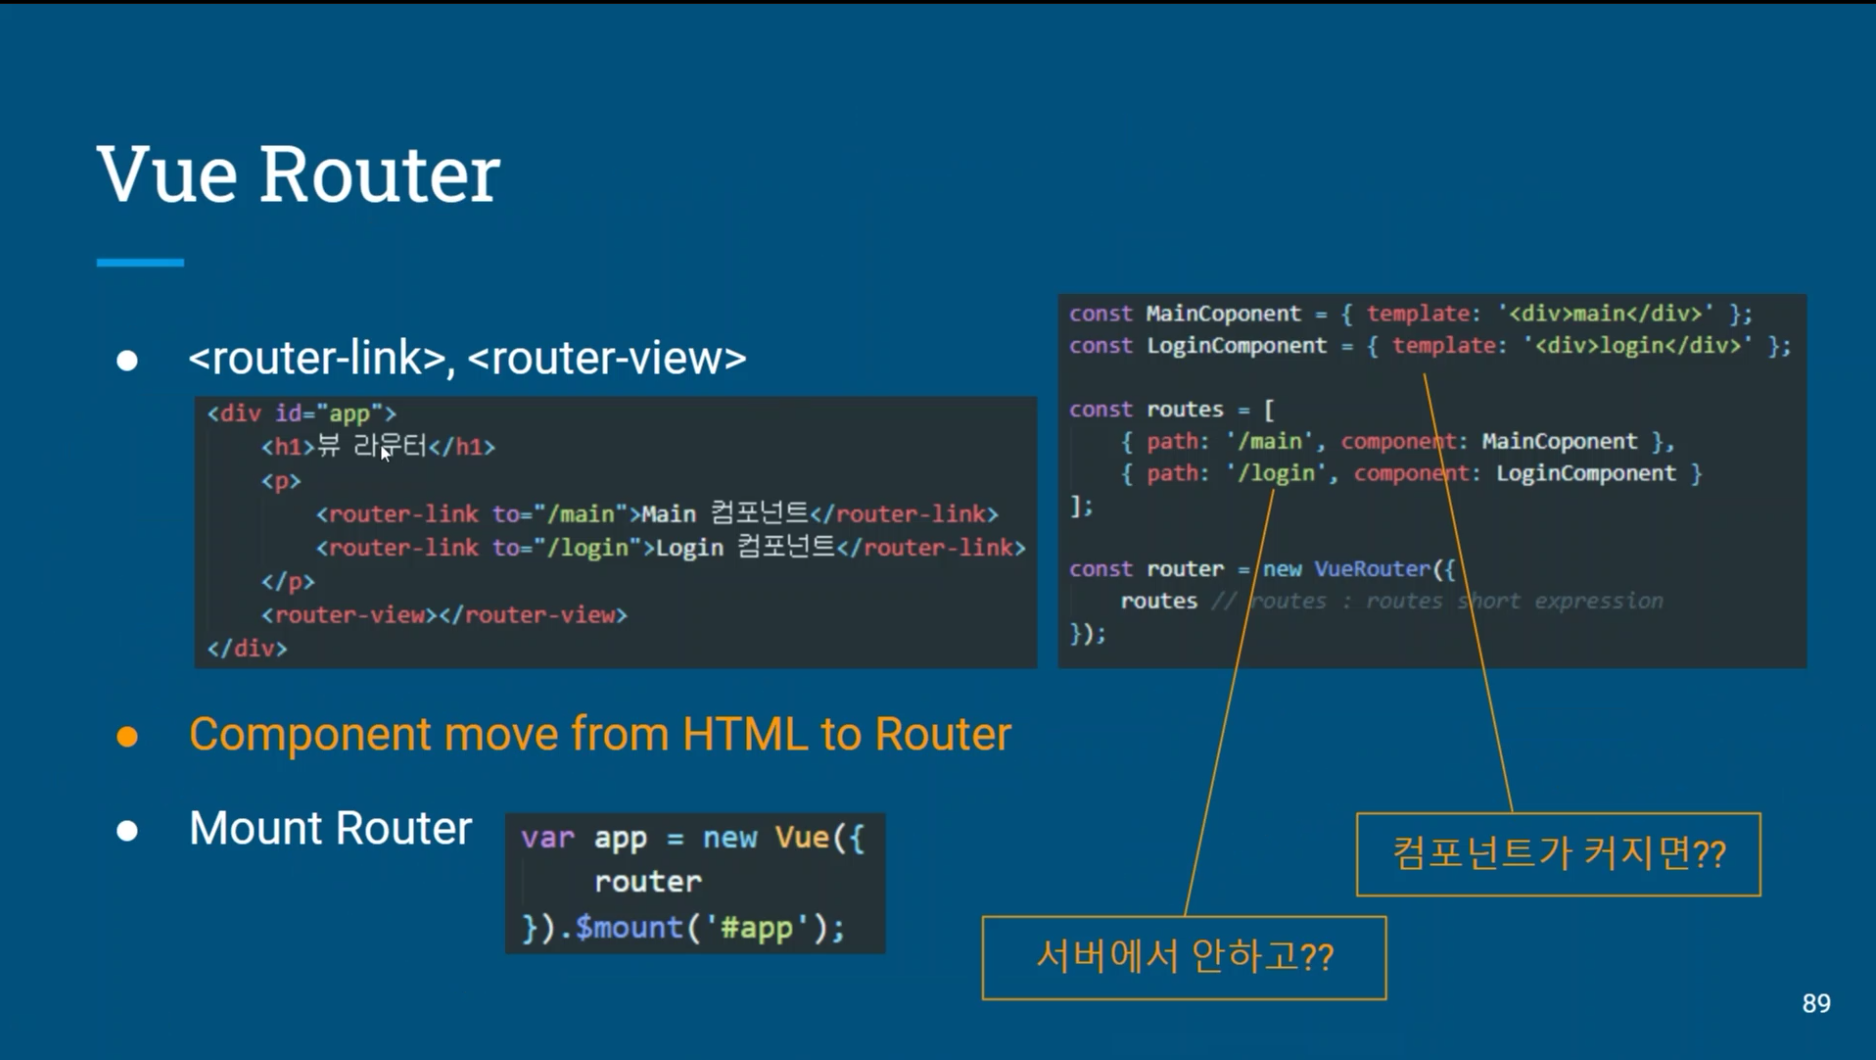 Vue Router
<router-link>, <router-view>
<div id="app">
<h1>뷰 라우터</h1>
<p>
<router-link to="/main">Main 컴포넌트</router-link>
<router-link to="/login">Login 컴포넌트</router-link>
</p>
<router-view></router-view>
</div>
const MainCoponent = { template: '<div>main</div>' };
const LoginComponent = { template: '<div>login</div>' };
const routes = [
{ path: '/main', component: MainCoponent },
{ path: '/login', component: LoginComponent }
];
const router = new VueRouter({
routes // routes : routes short expression
});
Component move from HTML to Router
Mount Router
var app = new Vue({
router
}).$mount('#app');
컴포넌트가 커지면??
서버에서 안하고??
89